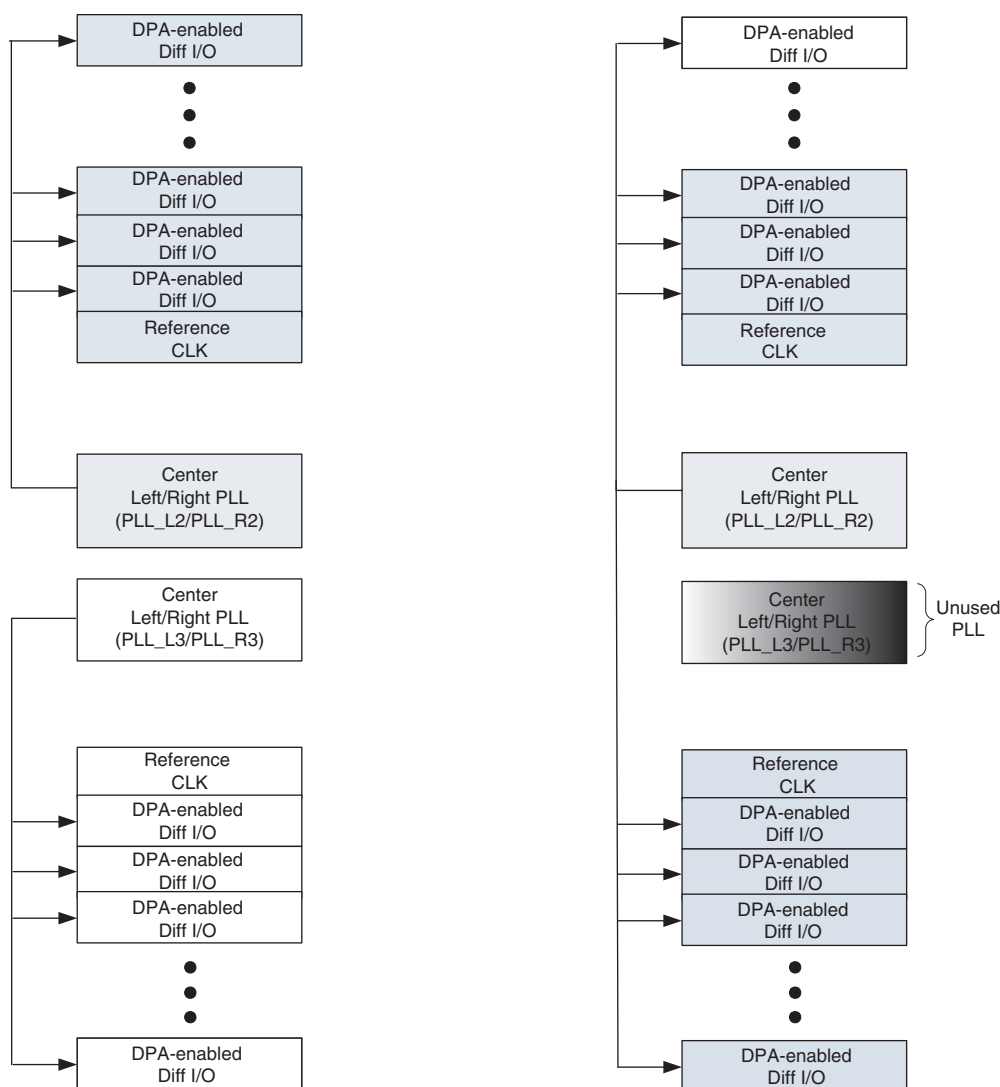 DPA-enabled
Diff I/O
DPA-enabled
Diff I/O
DPA-enabled
Diff I/O
DPA-enabled
Diff I/O
Reference
CLK
Center
Left/Right PLL
(PLL_L2/PLL_R2)
Center
Left/Right PLL
(PLL_L3/PLL_R3)
Reference
CLK
DPA-enabled
Diff I/O
DPA-enabled
Diff I/O
DPA-enabled
Diff I/O
DPA-enabled
Diff I/O
DPA-enabled
Diff I/O
DPA-enabled
Diff I/O
DPA-enabled
Diff I/O
DPA-enabled
Diff I/O
Reference
CLK
Center
Left/Right PLL
(PLL_L2/PLL_R2)
Center
Left/Right PLL
(PLL_L3/PLL_R3)
Unused
PLL
Reference
CLK
DPA-enabled
Diff I/O
DPA-enabled
Diff I/O
DPA-enabled
Diff I/O
DPA-enabled
Diff I/O